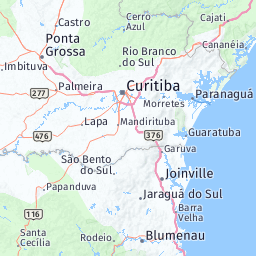 Castro
Cerro
Azul
Cajati
Ponta
Grossa
Cananéia
Rio Branco
do Sul
Imbituva
Palmeira
Curitiba
277
Morretes
Paranaguá
Lapa
Mandirituba
476
376
Guaratuba
Garuva
São Bento
do Sul
Joinville
Papanduva
Jaraguá do Sul
116
Barra
Velha
Santa
Cecília
Rodeio
Blumenau